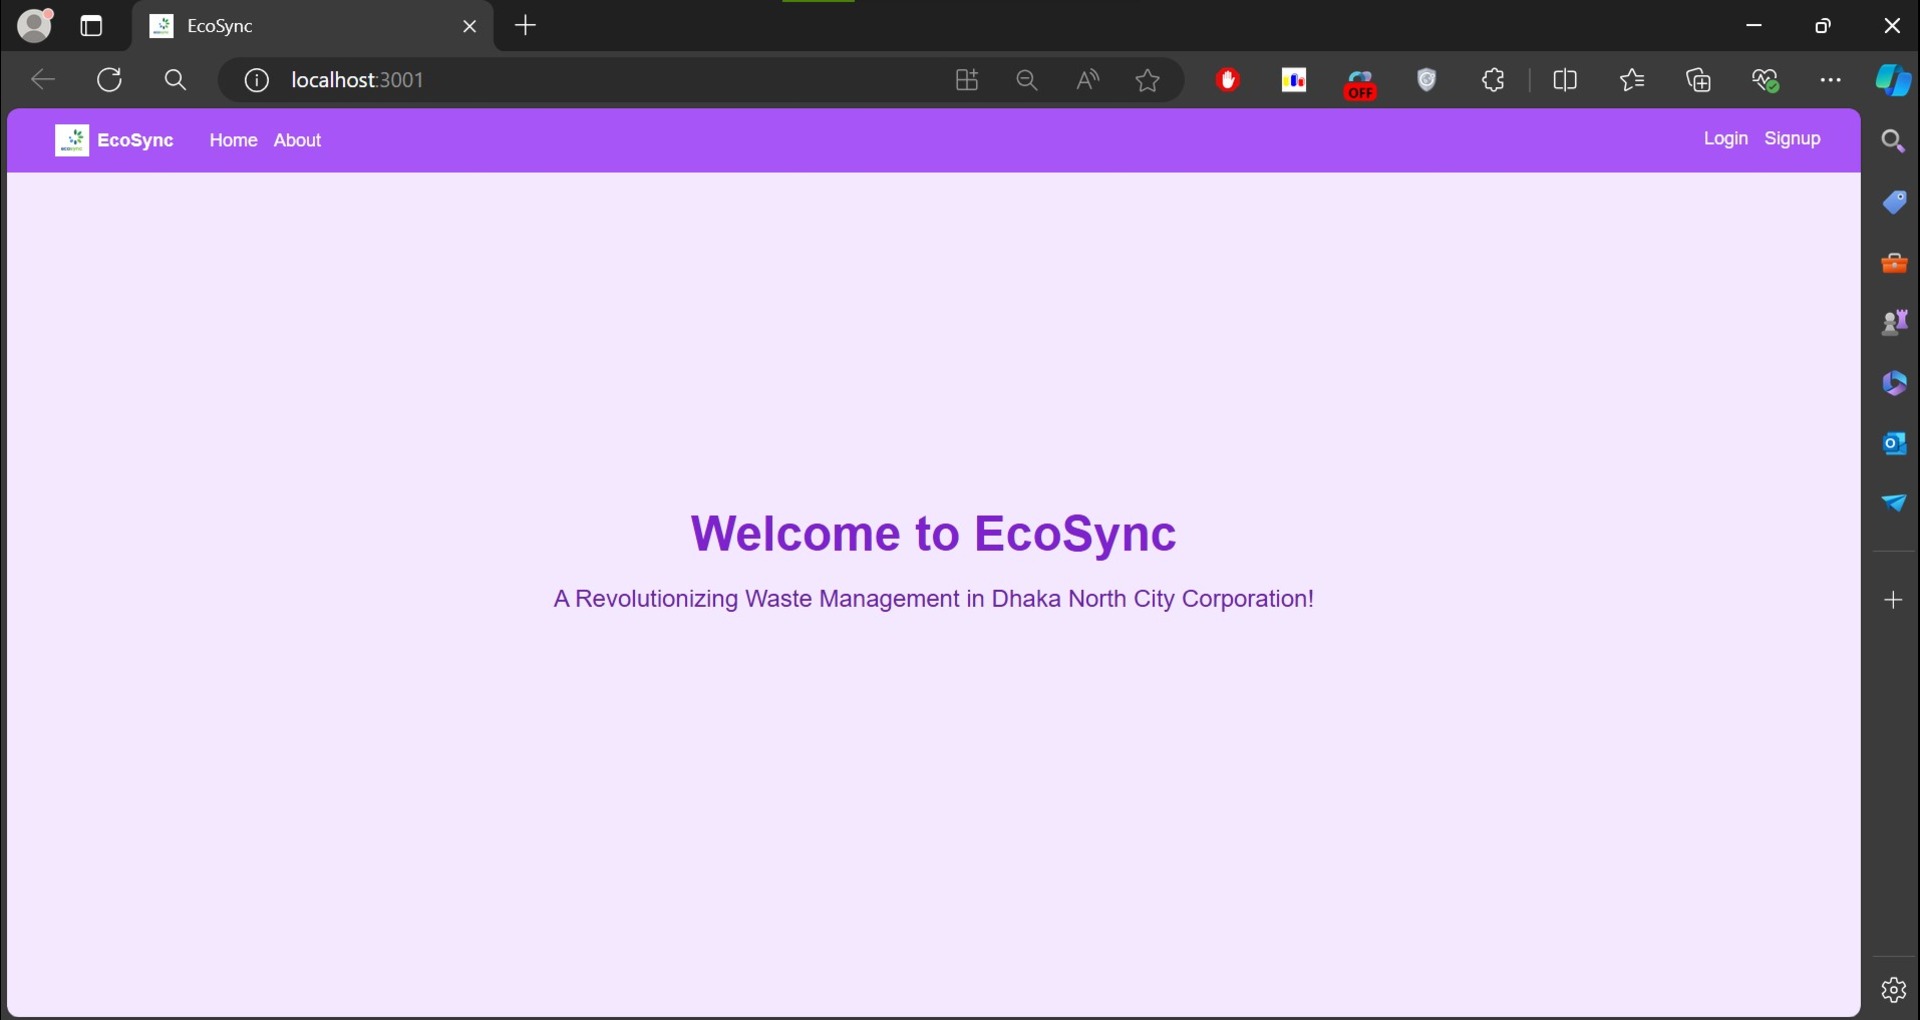 EcoSync
localhost:3001
OFF
EcoSync Home About Login Signup
Welcome to EcoSync
A Revolutionizing Waste Management in Dhaka North City Corporation!